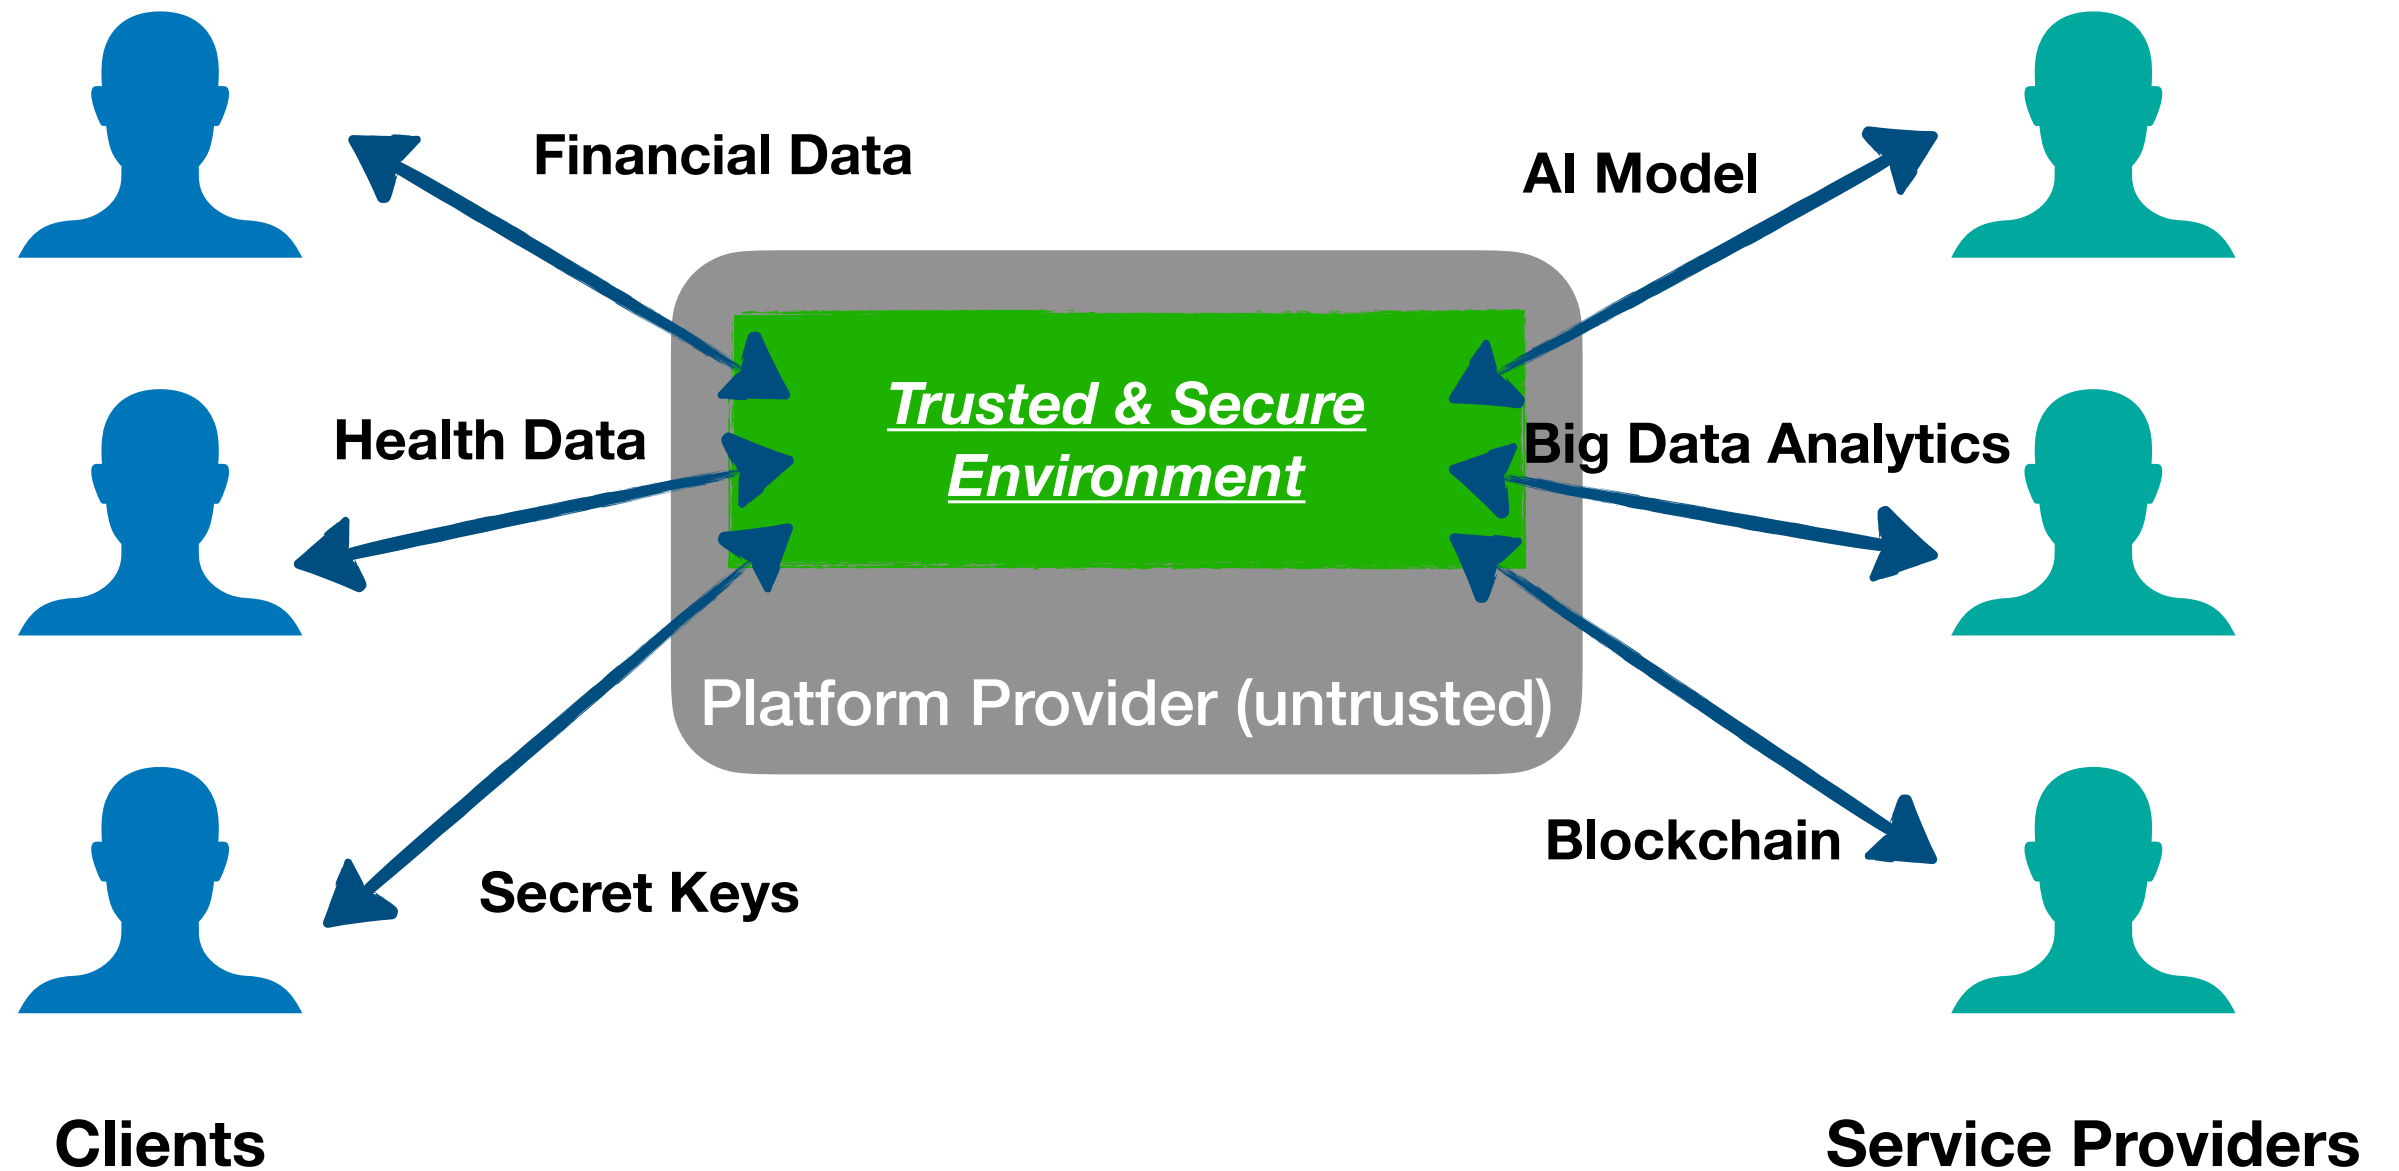 Financial Data
AI Model
Trusted & Secure
Environment
Health Data
Big Data Analytics
Platform Provider (untrusted)
Secret Keys
Blockchain
Clients
Service Providers